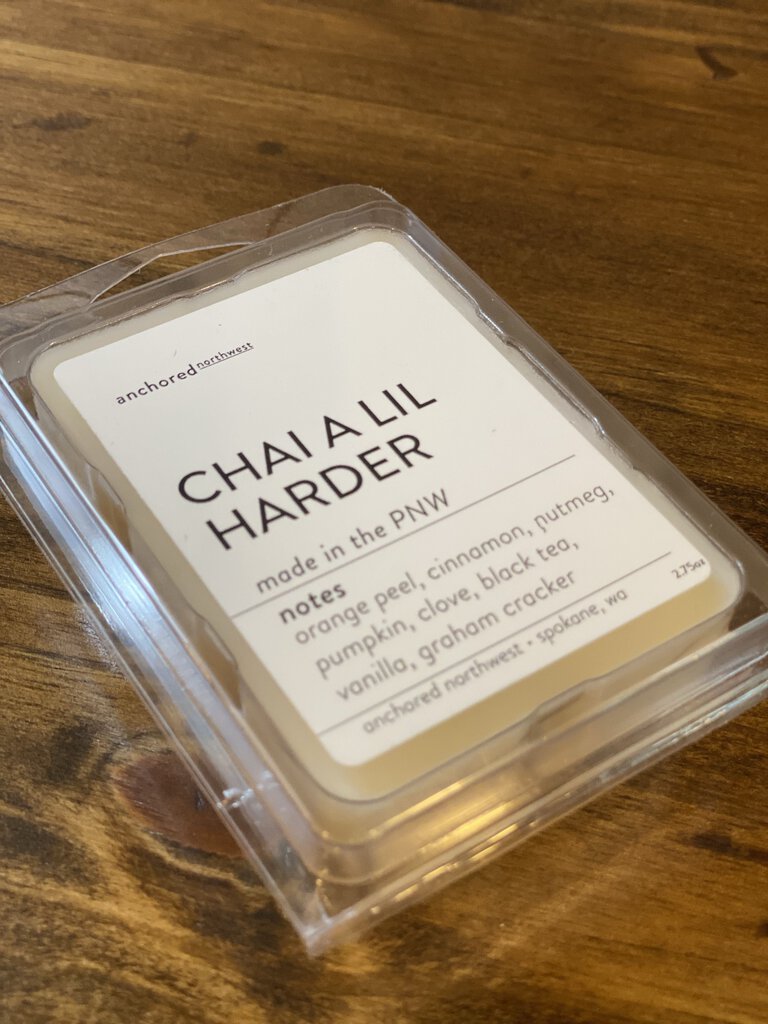 anchored northwest
CHAI A LIL
HARDER
made in the PNW
notes
orange peel, cinnamon, nutmeg,
pumpkin, clove, black tea,
vanilla, graham cracker
anchored northwest • spokane, wa
2.75oz